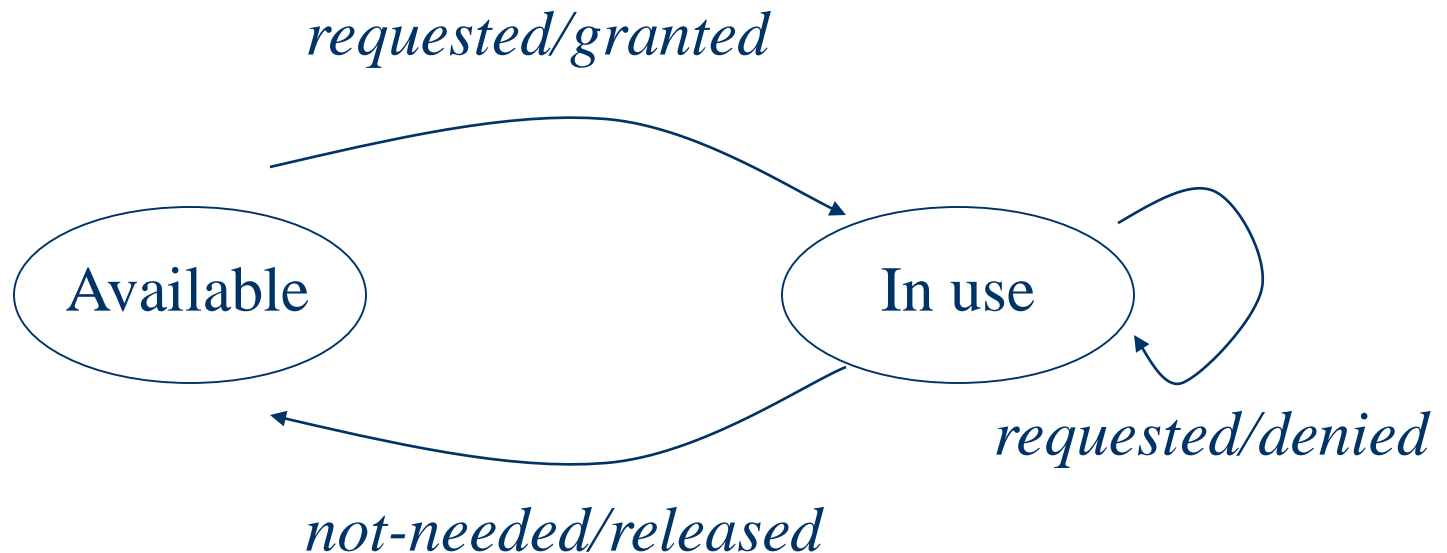 requested/granted
Available
In use
requested/denied
not-needed/released